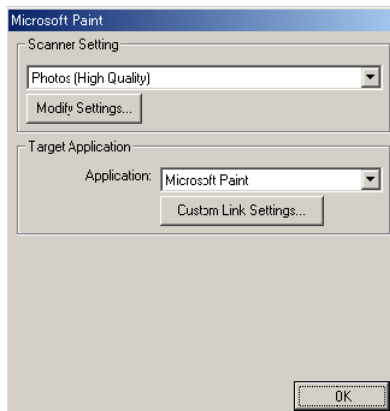 Microsoft Paint
Scanner Setting
Photos (High Quality)
Modify Settings...
Target Application
Application: Microsoft Paint
Custom Link Settings...
OK